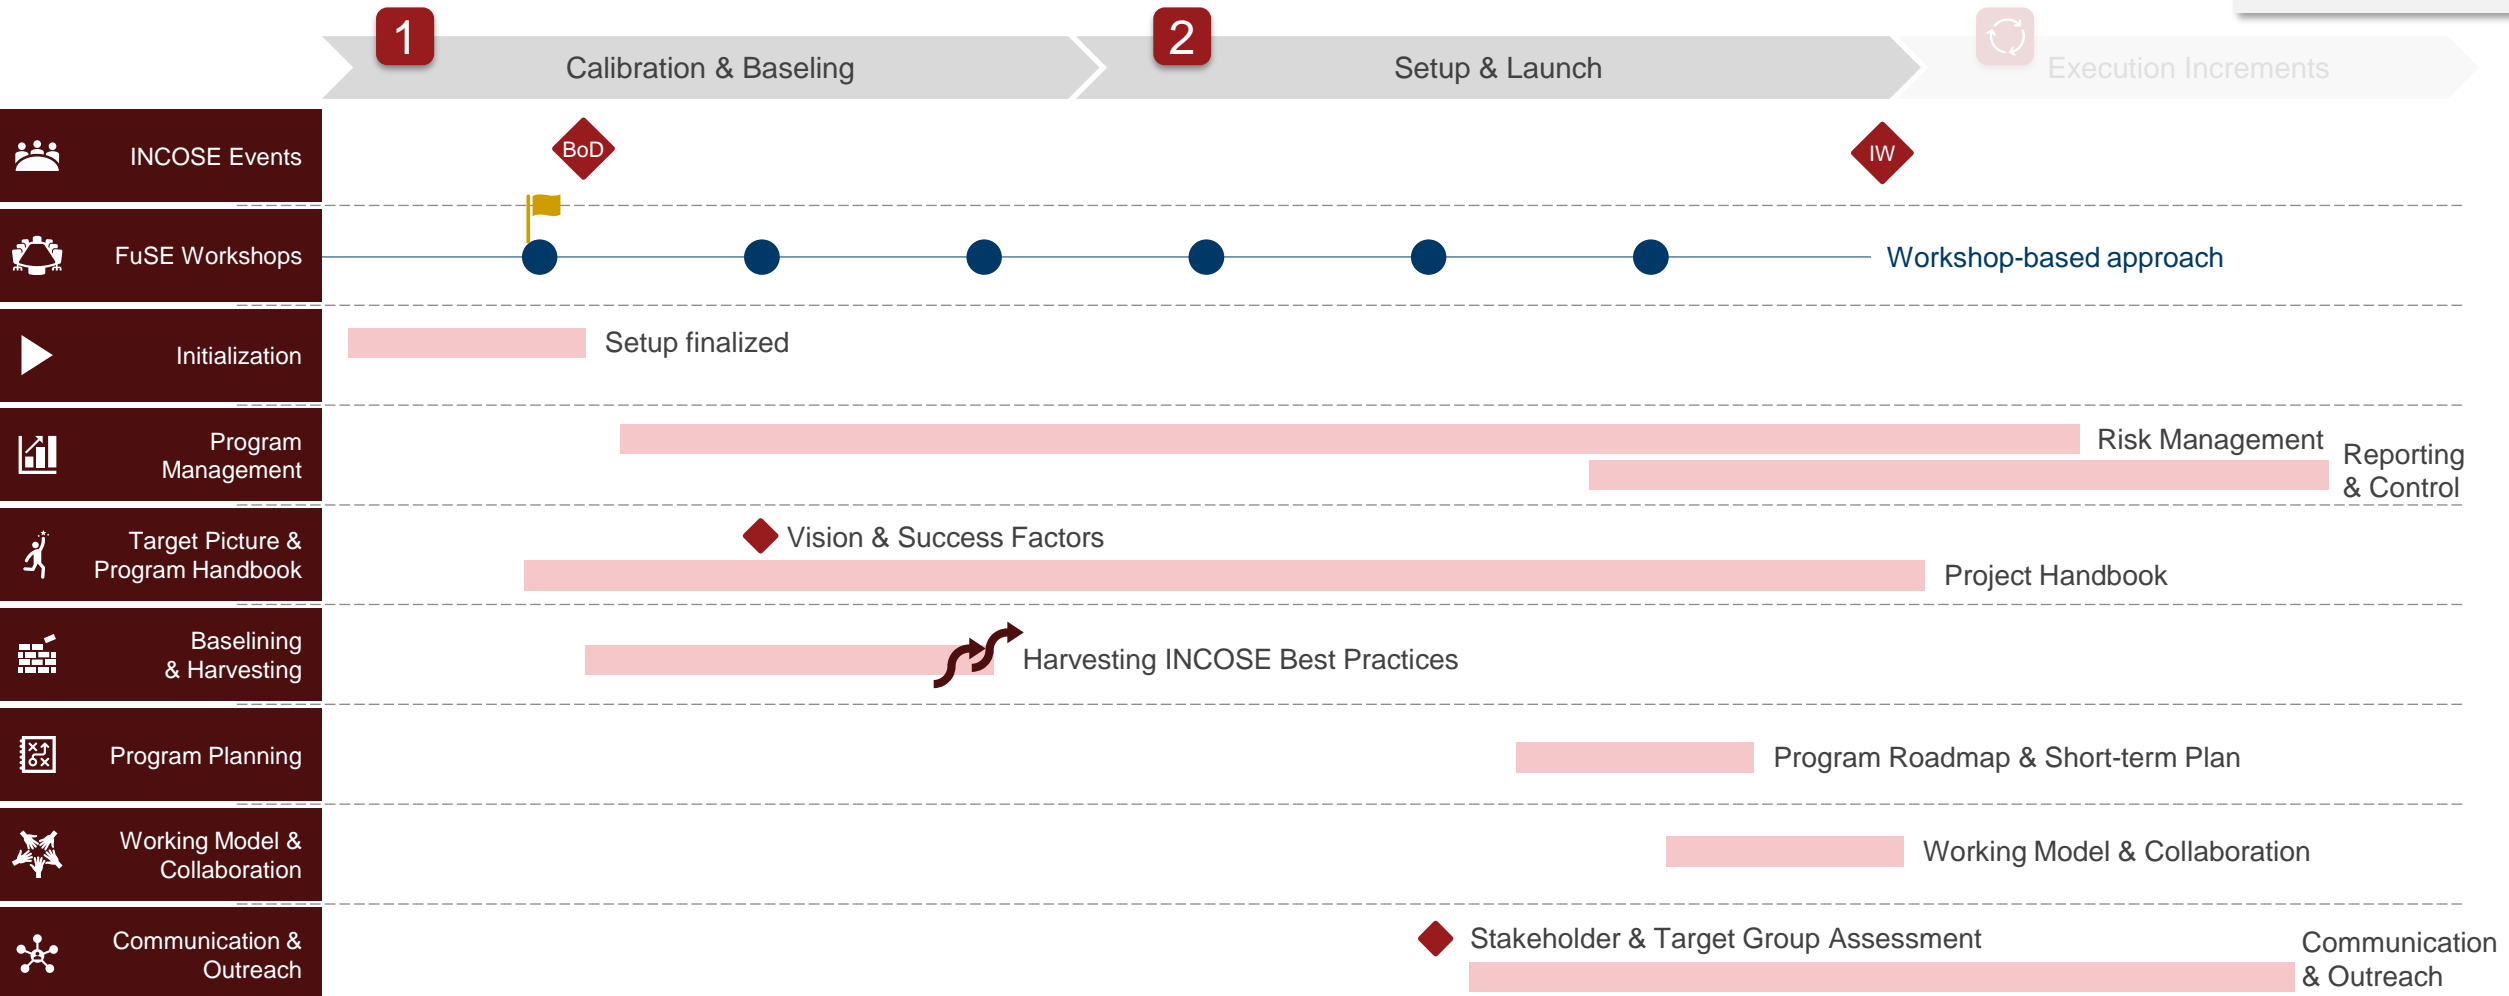 1
Calibration & Baseling
2
Setup & Launch
Execution Increments
INCOSE Events
BoD
IW
FuSE Workshops
Workshop-based approach
Initialization
Setup finalized
Program
Management
Risk Management
Reporting
& Control
Target Picture &
Program Handbook
Vision & Success Factors
Project Handbook
Baselining
& Harvesting
Harvesting INCOSE Best Practices
Program Planning
Program Roadmap & Short-term Plan
Working Model &
Collaboration
Working Model & Collaboration
Communication &
Outreach
Stakeholder & Target Group Assessment
Communication
& Outreach